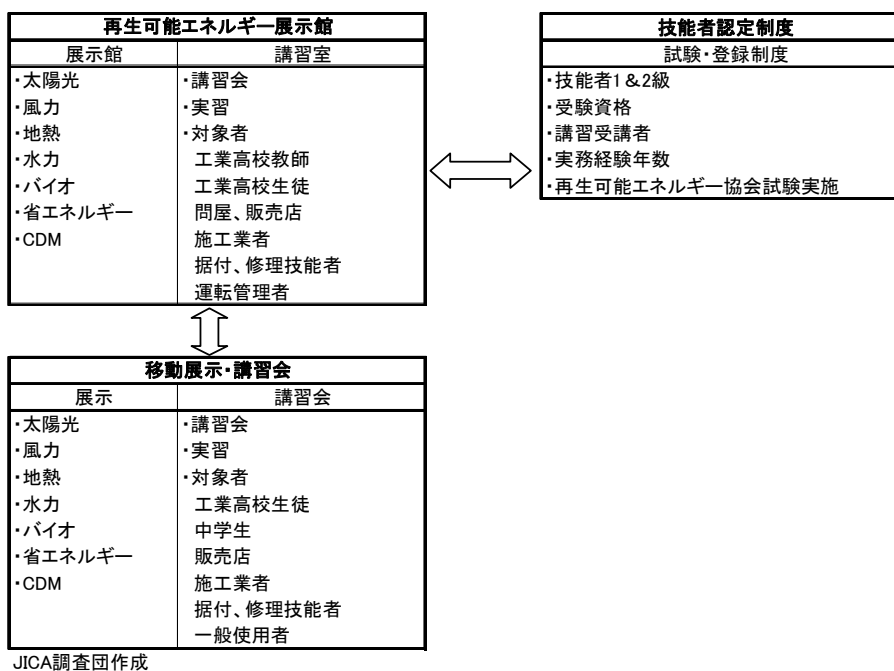 再生可能エネルギー展示館
展示館 講習室
・太陽光 ・講習会
・風力 ・実習
・地熱 ・対象者
・水力 工業高校教師
・バイオ 工業高校生徒
・省エネルギー 問屋、販売店
・CDM 施工業者
据付、修理技能者
運転管理者
技能者認定制度
試験・登録制度
・技能者1&2級
・受験資格
・講習受講者
・実務経験年数
・再生可能エネルギー協会試験実施
移動展示・講習会
展示 講習会
・太陽光 ・講習会
・風力 ・実習
・地熱 ・対象者
・水力 工業高校生徒
・バイオ 中学生
・省エネルギー 販売店
・CDM 施工業者
据付、修理技能者
一般使用者
JICA調査団作成